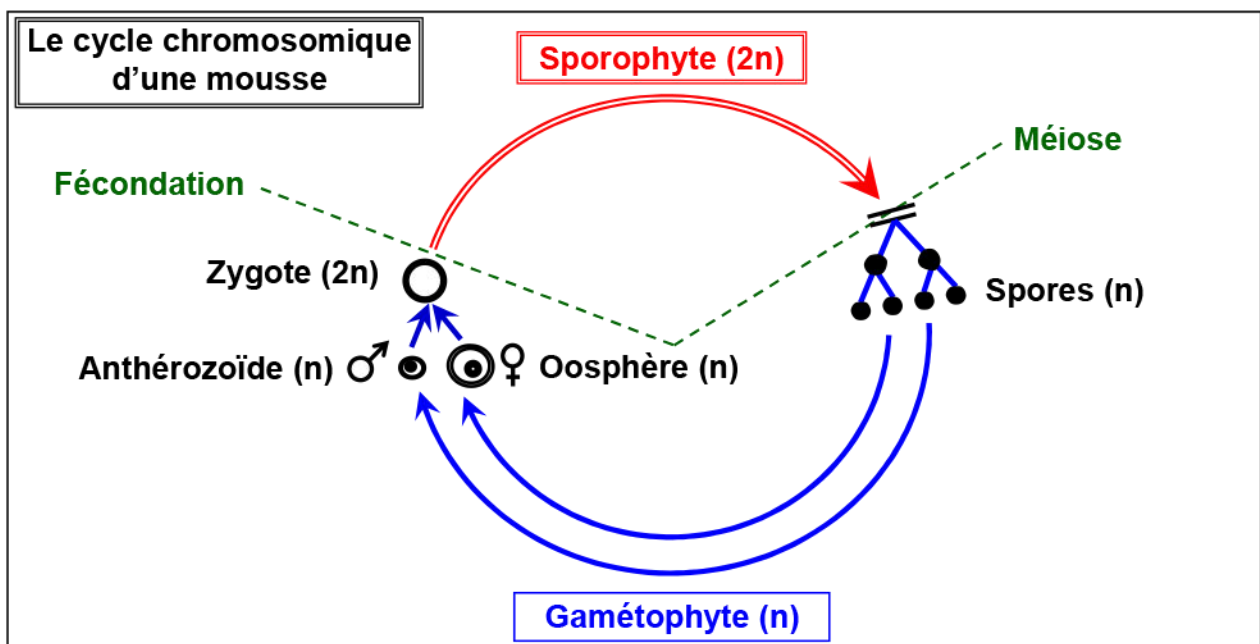 Le cycle chromosomique
d'une mousse
Sporophyte (2n)
Méiose
Fécondation
Zygote (2n)
Spores (n)
Anthérozoïde (n) ♂
♀ Oosphère (n)
Gamétophyte (n)